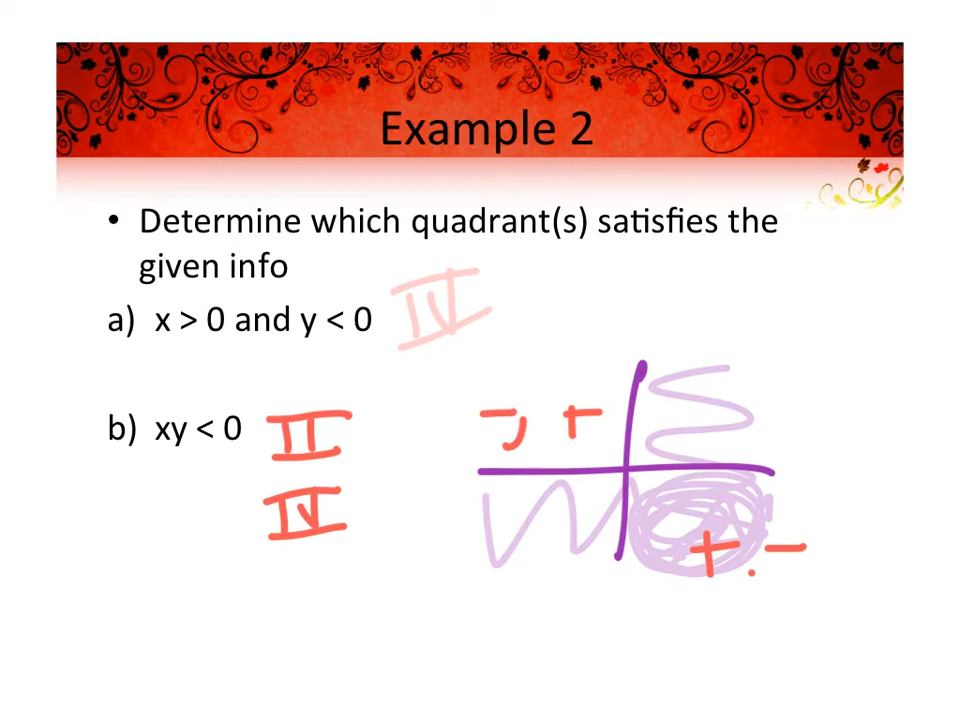 Example 2
• Determine which quadrant(s) satisfies the
given info
a) x > 0 and y < 0 IV
b) xy < 0 II
IV
-, +
+. -